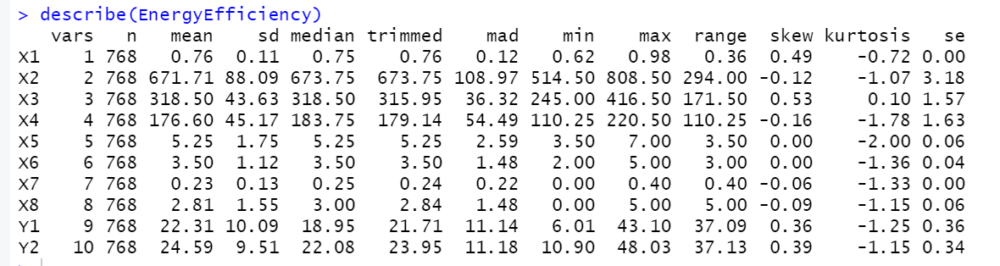 > describe(EnergyEfficiency)
vars n mean sd median trimmed mad min max range skew kurtosis se
X1 1 768 0.76 0.11 0.75 0.76 0.12 0.62 0.98 0.36 0.49 -0.72 0.00
X2 2 768 671.71 88.09 673.75 673.75 108.97 514.50 808.50 294.00 -0.12 -1.07 3.18
X3 3 768 318.50 43.63 318.50 315.95 36.32 245.00 416.50 171.50 0.53 0.10 1.57
X4 4 768 176.60 45.17 183.75 179.14 54.49 110.25 220.50 110.25 -0.16 -1.78 1.63
X5 5 768 5.25 1.75 5.25 5.25 2.59 3.50 7.00 3.50 0.00 -2.00 0.06
X6 6 768 3.50 1.12 3.50 3.50 1.48 2.00 5.00 3.00 0.00 -1.36 0.04
X7 7 768 0.23 0.13 0.25 0.24 0.22 0.00 0.40 0.40 -0.06 -1.33 0.00
X8 8 768 2.81 1.55 3.00 2.84 1.48 0.00 5.00 5.00 -0.09 -1.15 0.06
Y1 9 768 22.31 10.09 18.95 21.71 11.14 6.01 43.10 37.09 0.36 -1.25 0.36
Y2 10 768 24.59 9.51 22.08 23.95 11.18 10.90 48.03 37.13 0.39 -1.15 0.34